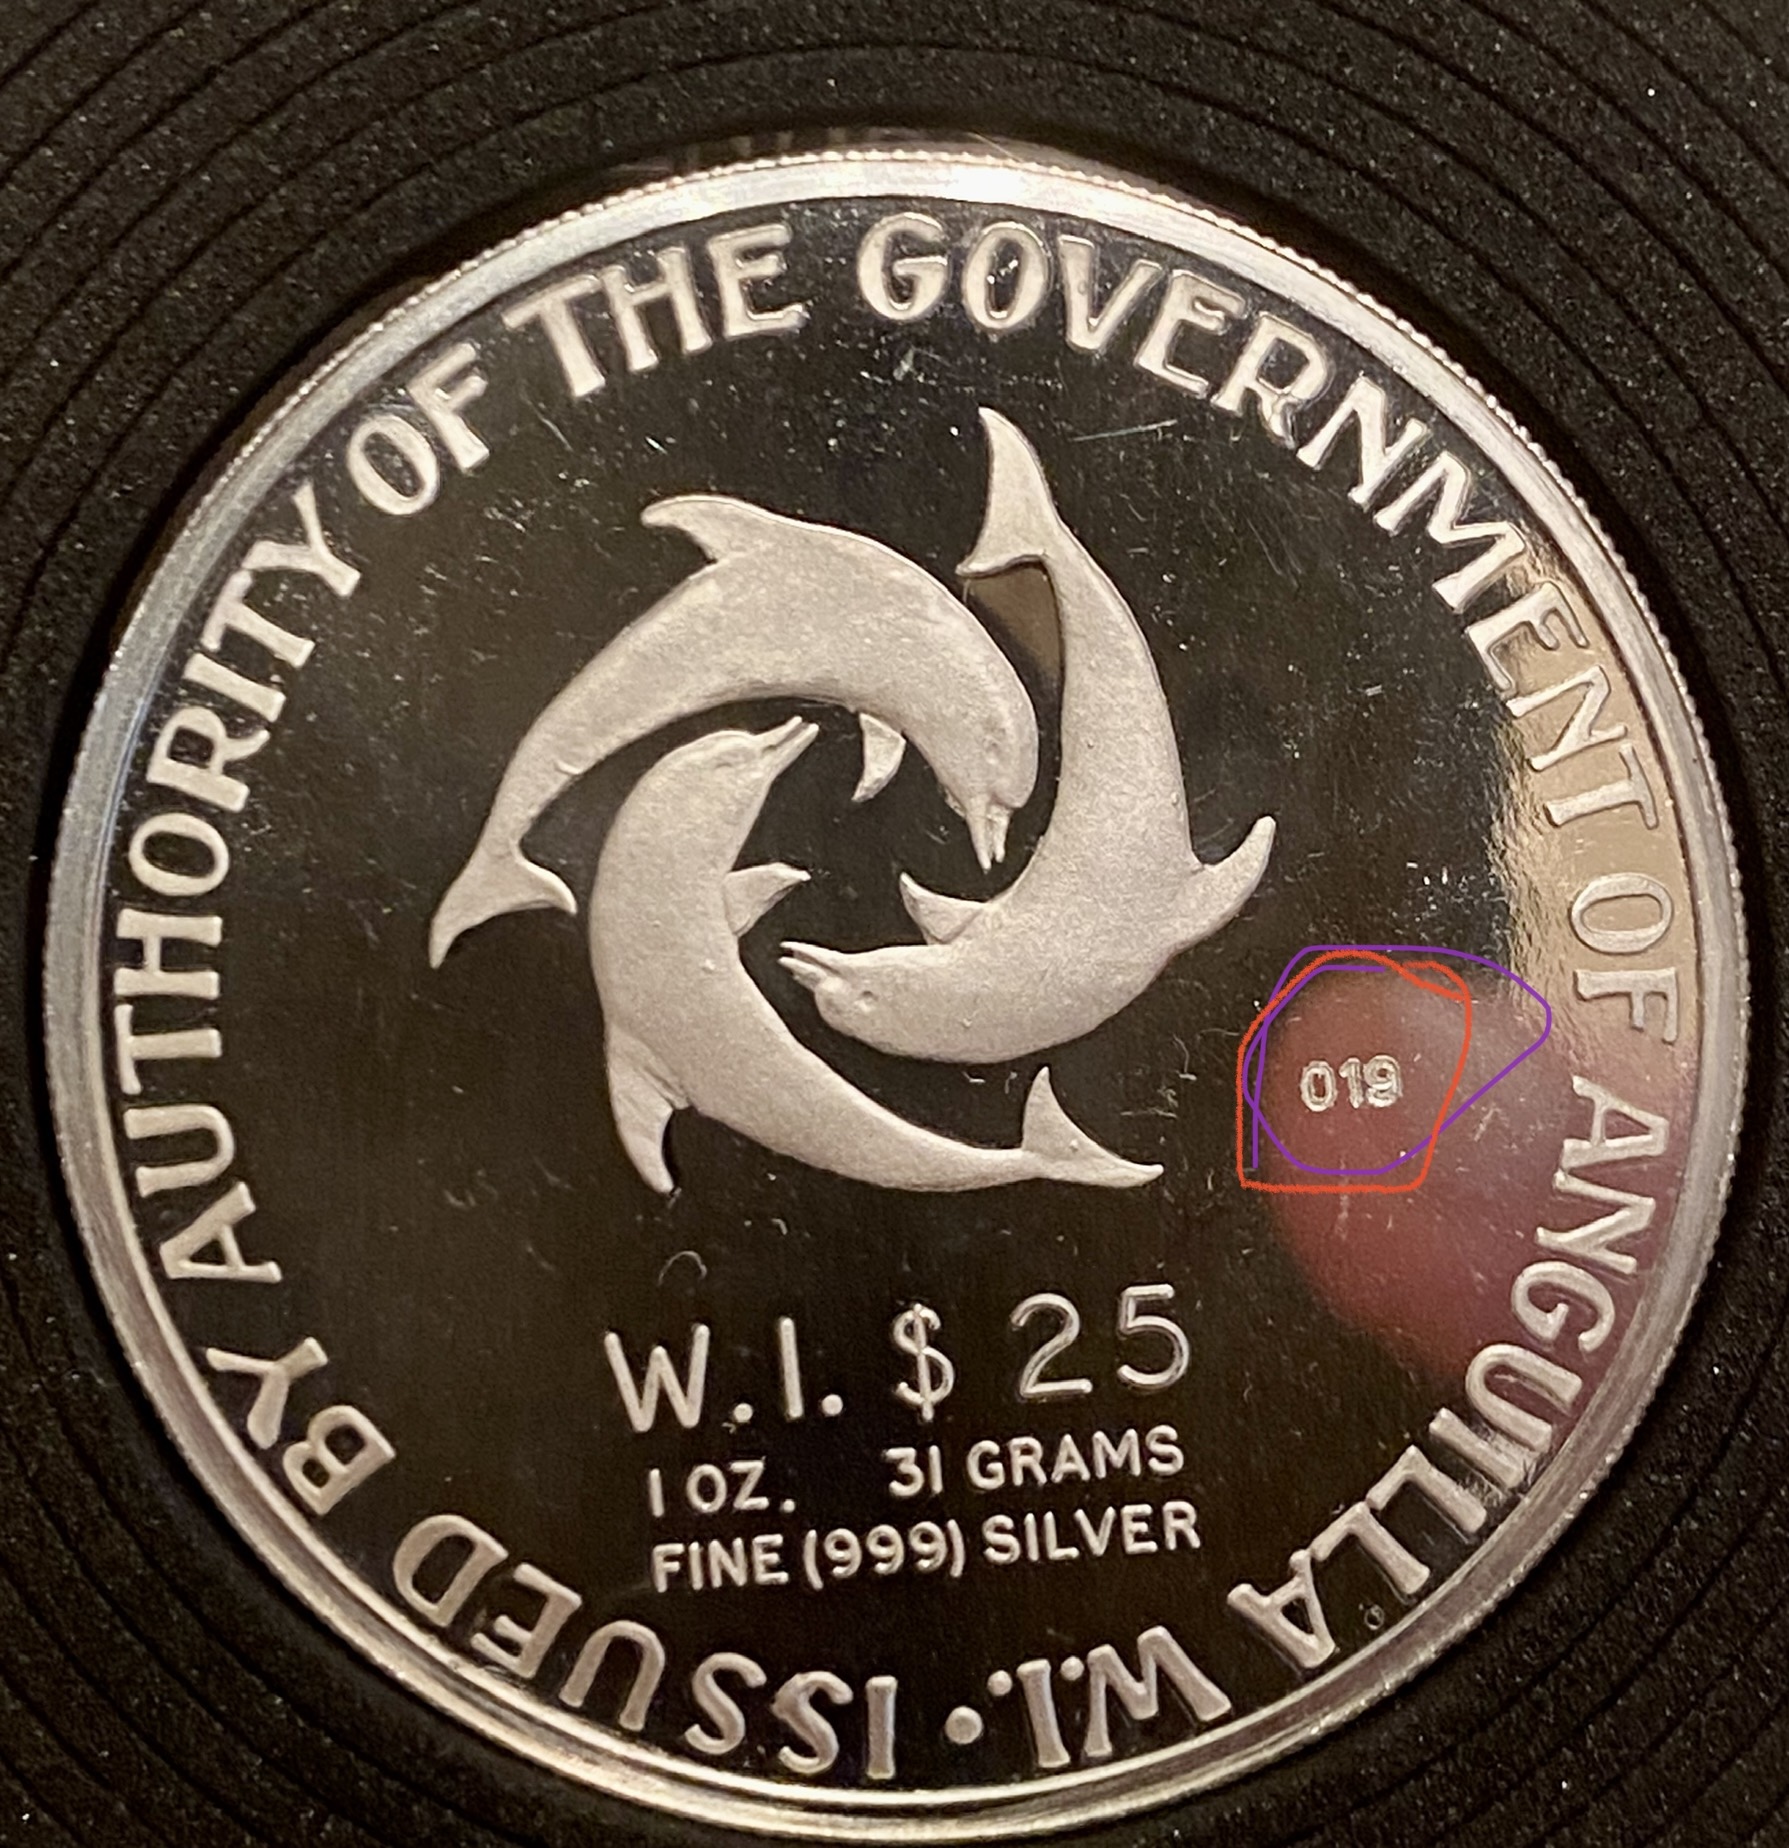 ISSUED BY AUTHORITY OF THE GOVERNMENT OF ANGUILLA W.I. •
019
W.I. $ 25
1 OZ. 31 GRAMS
FINE (999) SILVER